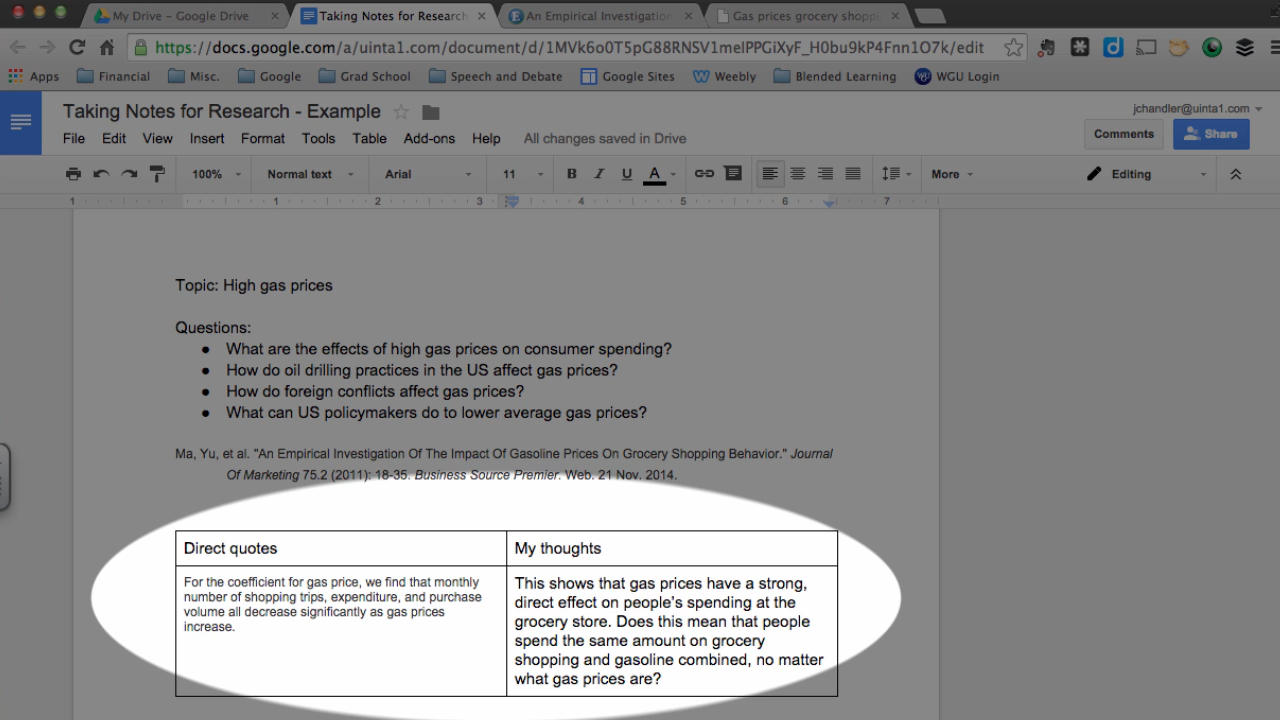 My Drive - Google Drive
Taking Notes for Research
An Empirical Investigation
Gas prices grocery shopp
https://docs.google.com/a/uinta1.com/document/d/1MVk6o0T5pG88RNSV1melPPGiXyF_H0bu9kP4Fnn1O7k/edit
Apps Financial Misc. Google Grad School Speech and Debate Google Sites Weebly Blended Learning WGU Login
Taking Notes for Research - Example
jchandler@uinta1.com
File Edit View Insert Format Tools Table Add-ons Help All changes saved in Drive
Comments Share
100% Normal text Arial 11 B I U A More Editing
1 1 2 3 4 5 6 7
Topic: High gas prices
Questions:
● What are the effects of high gas prices on consumer spending?
● How do oil drilling practices in the US affect gas prices?
● How do foreign conflicts affect gas prices?
● What can US policymakers do to lower average gas prices?
Ma, Yu, et al. "An Empirical Investigation Of The Impact Of Gasoline Prices On Grocery Shopping Behavior." Journal
Of Marketing 75.2 (2011): 18-35. Business Source Premier. Web. 21 Nov. 2014.
Direct quotes
For the coefficient for gas price, we find that monthly
number of shopping trips, expenditure, and purchase
volume all decrease significantly as gas prices
increase.
My thoughts
This shows that gas prices have a strong,
direct effect on people's spending at the
grocery store. Does this mean that people
spend the same amount on grocery
shopping and gasoline combined, no matter
what gas prices are?